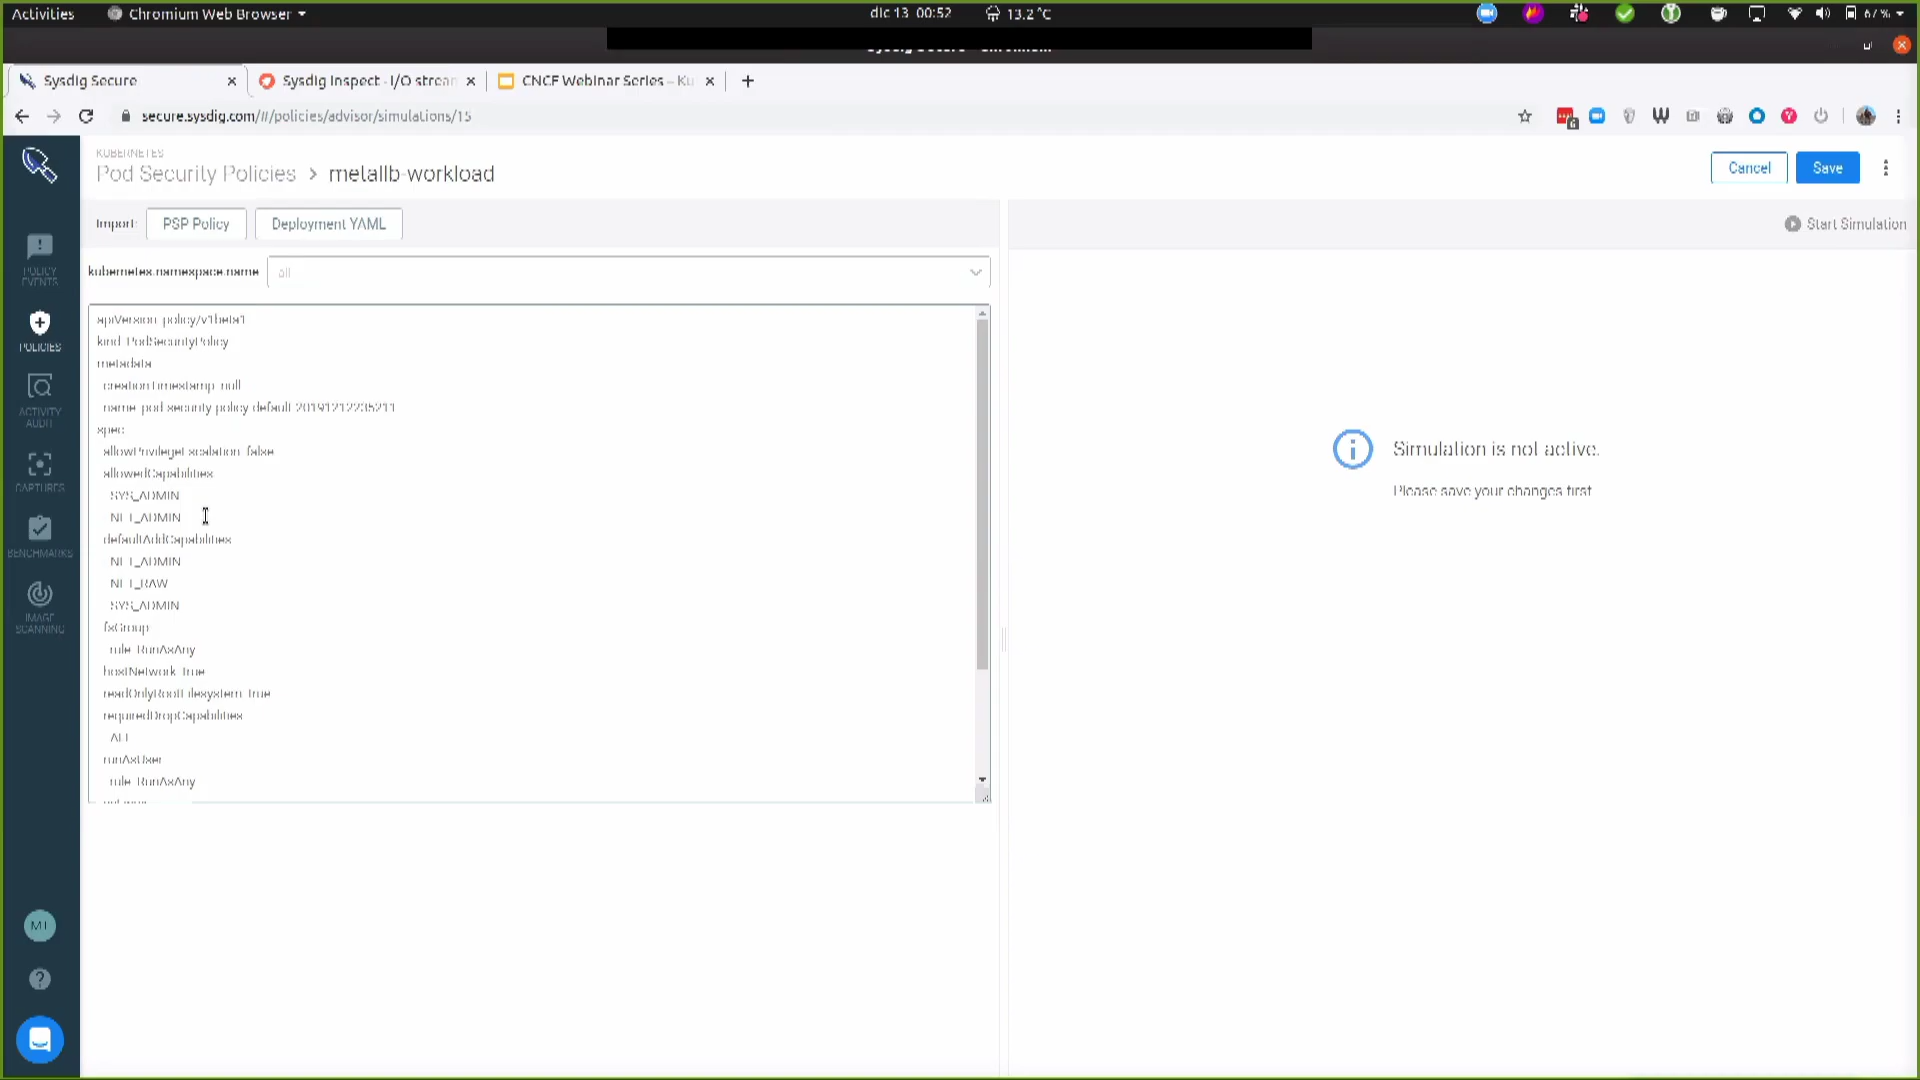 Activities
Chromium Web Browser
dic 13 00:52
13.2 °C
67 %
Sysdig Secure
Sysdig Inspect - I/O stream
CNCF Webinar Series – Ku
secure.sysdig.com/#/policies/advisor/simulations/15
KUBERNETES
Pod Security Policies > metallb-workload
Cancel
Save
Import:
PSP Policy
Deployment YAML
Start Simulation
kubernetes.namespace.name
all
apiVersion: policy/v1beta1
kind: PodSecurityPolicy
metadata:
creationTimestamp: null
name: pod-security-policy-default-20191212235211
spec:
allowPrivilegeEscalation: false
allowedCapabilities:
- SYS_ADMIN
- NET_ADMIN
defaultAddCapabilities:
- NET_ADMIN
- NET_RAW
- SYS_ADMIN
fsGroup:
rule: RunAsAny
hostNetwork: true
readOnlyRootFilesystem: true
requiredDropCapabilities:
- ALL
runAsUser:
rule: RunAsAny
Simulation is not active.
Please save your changes first
POLICY
EVENTS
POLICIES
ACTIVITY
AUDIT
CAPTURES
BENCHMARKS
IMAGE
SCANNING